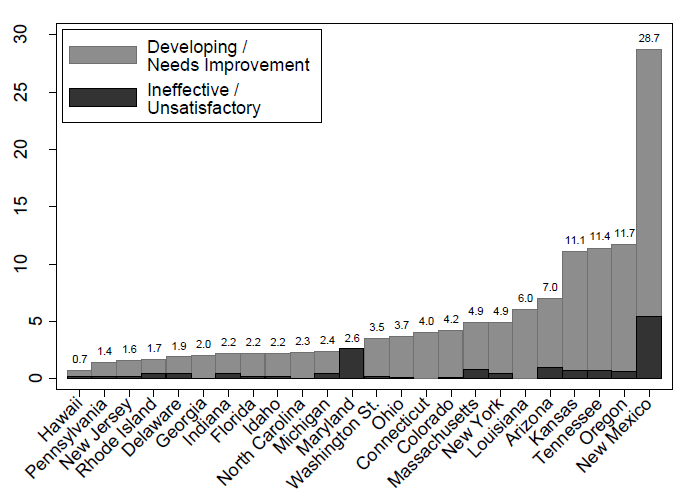 Developing /
Needs Improvement
Ineffective /
Unsatisfactory
30
25
20
15
10
5
0
0.7
1.4
1.6
1.7
1.9
2.0
2.2
2.2
2.2
2.3
2.4
2.6
3.5
3.7
4.0
4.2
4.9
4.9
6.0
7.0
11.1
11.4
11.7
28.7
Hawaii
Pennsylvania
New Jersey
Rhode Island
Delaware
Georgia
Indiana
Florida
Idaho
North Carolina
Michigan
Maryland
Washington St.
Ohio
Connecticut
Colorado
Massachusetts
New York
Louisiana
Arizona
Kansas
Tennessee
Oregon
New Mexico